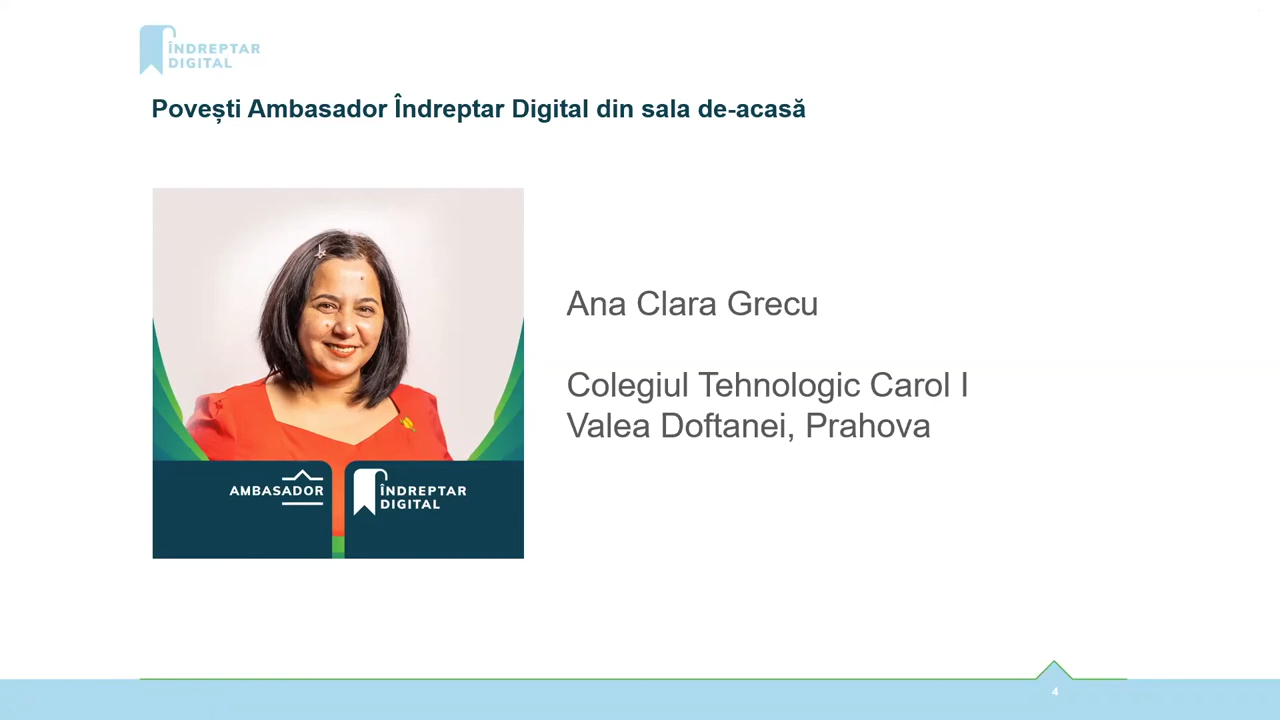 ÎNDREPTAR
DIGITAL
Povești Ambasador Îndreptar Digital din sala de-acasă
Ana Clara Grecu
Colegiul Tehnologic Carol I
Valea Doftanei, Prahova
AMBASADOR
ÎNDREPTAR
DIGITAL
4